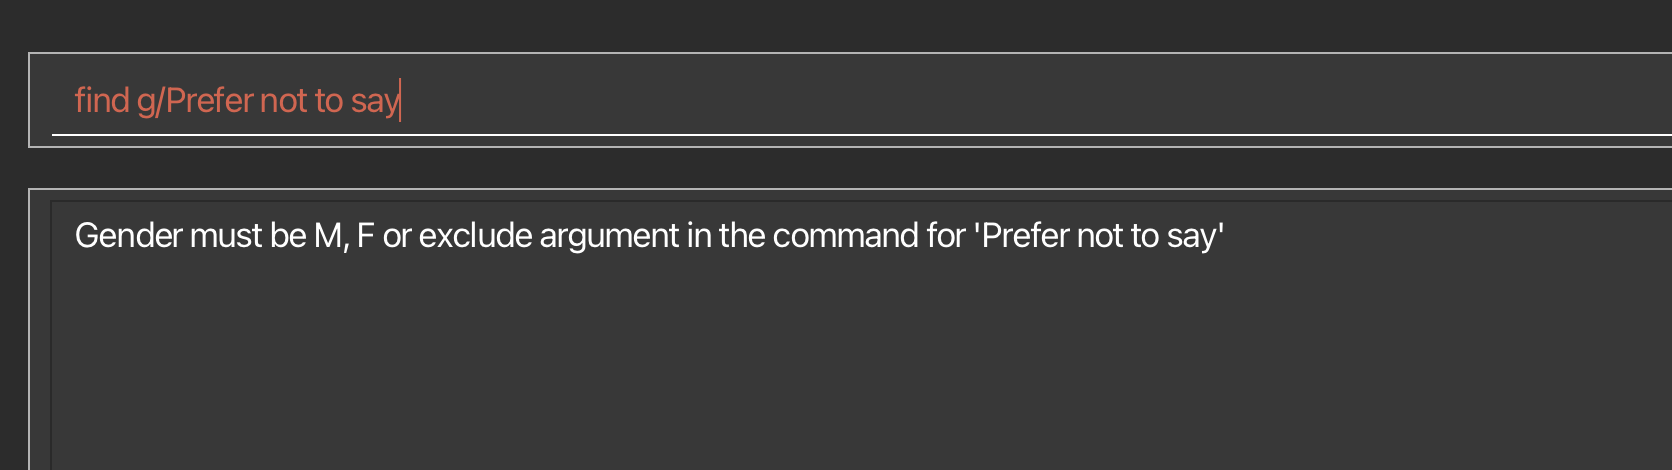 find g/Prefer not to say
Gender must be M, F or exclude argument in the command for 'Prefer not to say'